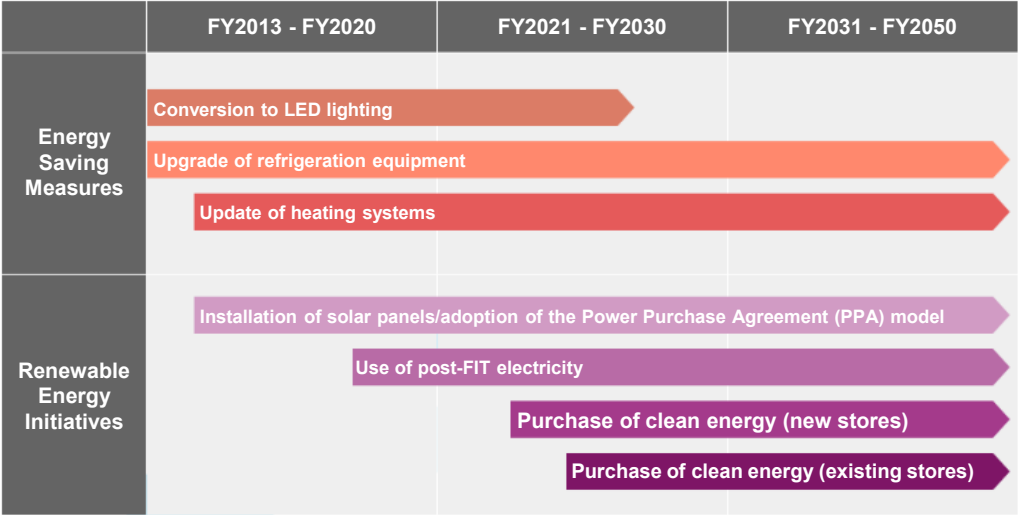 FY2013 - FY2020
FY2021 - FY2030
FY2031 - FY2050
Energy
Saving
Measures
Conversion to LED lighting
Upgrade of refrigeration equipment
Update of heating systems
Renewable
Energy
Initiatives
Installation of solar panels/adoption of the Power Purchase Agreement (PPA) model
Use of post-FIT electricity
Purchase of clean energy (new stores)
Purchase of clean energy (existing stores)